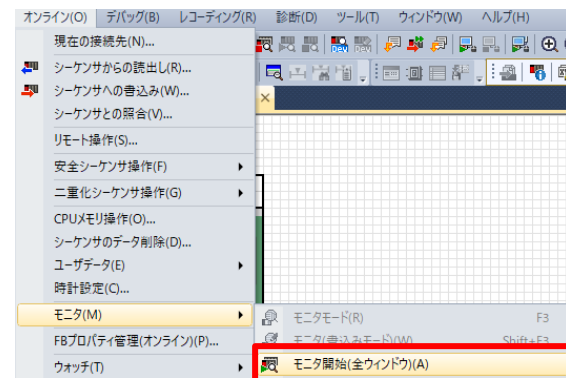 オンライン(O) デバッグ(B) レコーディング(R) 診断(D) ツール(T) ウィンドウ(W) ヘルプ(H)
現在の接続先(N)...
シーケンサからの読出し(R)...
シーケンサへの書込み(W)...
シーケンサとの照合(V)...
リモート操作(S)...
安全シーケンサ操作(F)
二重化シーケンサ操作(G)
CPUメモリ操作(O)...
シーケンサのデータ削除(D)...
ユーザデータ(E)
時計設定(C)...
モニタ(M)
モニタモード(R) F3
FBプロパティ管理(オンライン)(P)...
モニタ(書込みモード)(W) Shift+F3
ウォッチ(T)
モニタ開始(全ウィンドウ)(A)